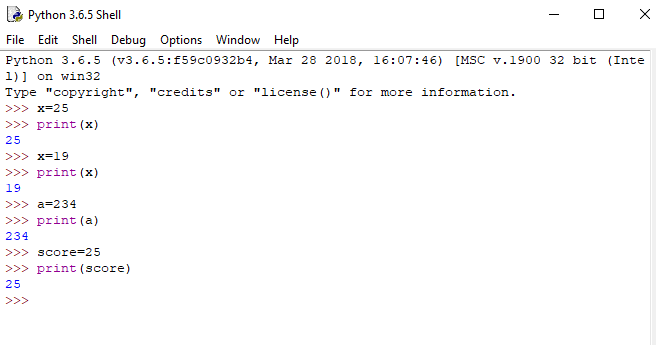 Python 3.6.5 Shell
File Edit Shell Debug Options Window Help
Python 3.6.5 (v3.6.5:f59c0932b4, Mar 28 2018, 16:07:46) [MSC v.1900 32 bit (Inte
l)] on win32
Type "copyright", "credits" or "license()" for more information.
>>> x=25
>>> print(x)
25
>>> x=19
>>> print(x)
19
>>> a=234
>>> print(a)
234
>>> score=25
>>> print(score)
25
>>>